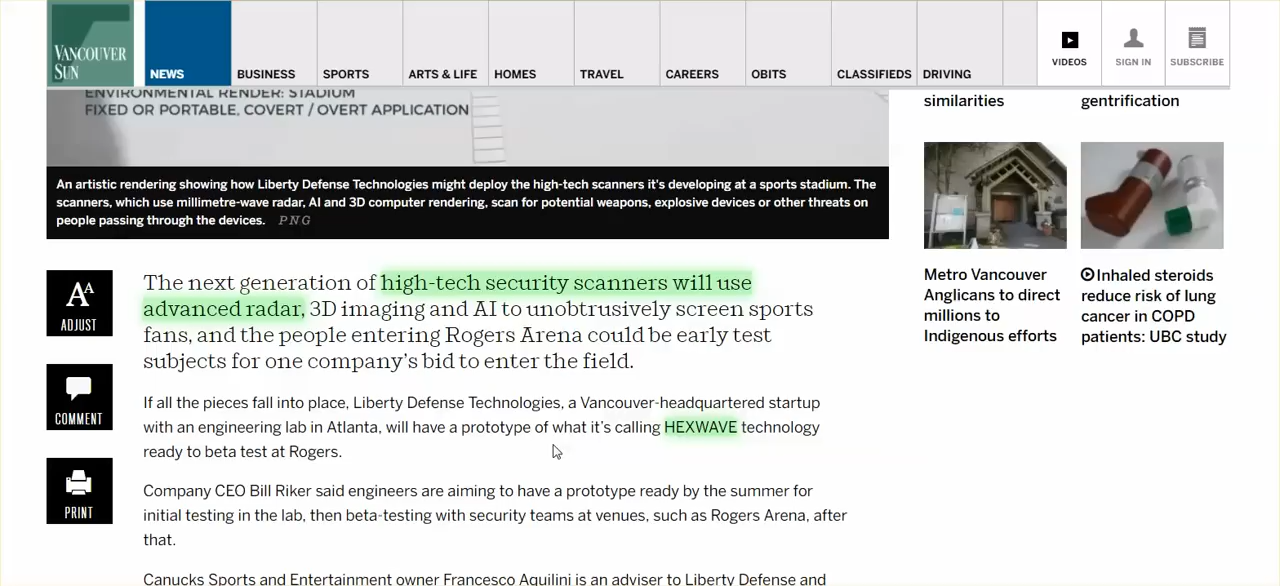 VANCOUVER
SUN
NEWS
BUSINESS
SPORTS
ARTS & LIFE
HOMES
TRAVEL
CAREERS
OBITS
CLASSIFIEDS
DRIVING
VIDEOS
SIGN IN
SUBSCRIBE
ENVIRONMENTAL RENDER: STADIUM
FIXED OR PORTABLE, COVERT / OVERT APPLICATION
An artistic rendering showing how Liberty Defense Technologies might deploy the high-tech scanners it's developing at a sports stadium. The
scanners, which use millimetre-wave radar, AI and 3D computer rendering, scan for potential weapons, explosive devices or other threats on
people passing through the devices. PNG
ADJUST
COMMENT
PRINT
The next generation of high-tech security scanners will use
advanced radar, 3D imaging and AI to unobtrusively screen sports
fans, and the people entering Rogers Arena could be early test
subjects for one company's bid to enter the field.
If all the pieces fall into place, Liberty Defense Technologies, a Vancouver-headquartered startup
with an engineering lab in Atlanta, will have a prototype of what it's calling HEXWAVE technology
ready to beta test at Rogers.
Company CEO Bill Riker said engineers are aiming to have a prototype ready by the summer for
initial testing in the lab, then beta-testing with security teams at venues, such as Rogers Arena, after
that.
Canucks Sports and Entertainment owner Francesco Aquilini is an adviser to Liberty Defense and
similarities
gentrification
Metro Vancouver
Anglicans to direct
millions to
Indigenous efforts
Inhaled steroids
reduce risk of lung
cancer in COPD
patients: UBC study